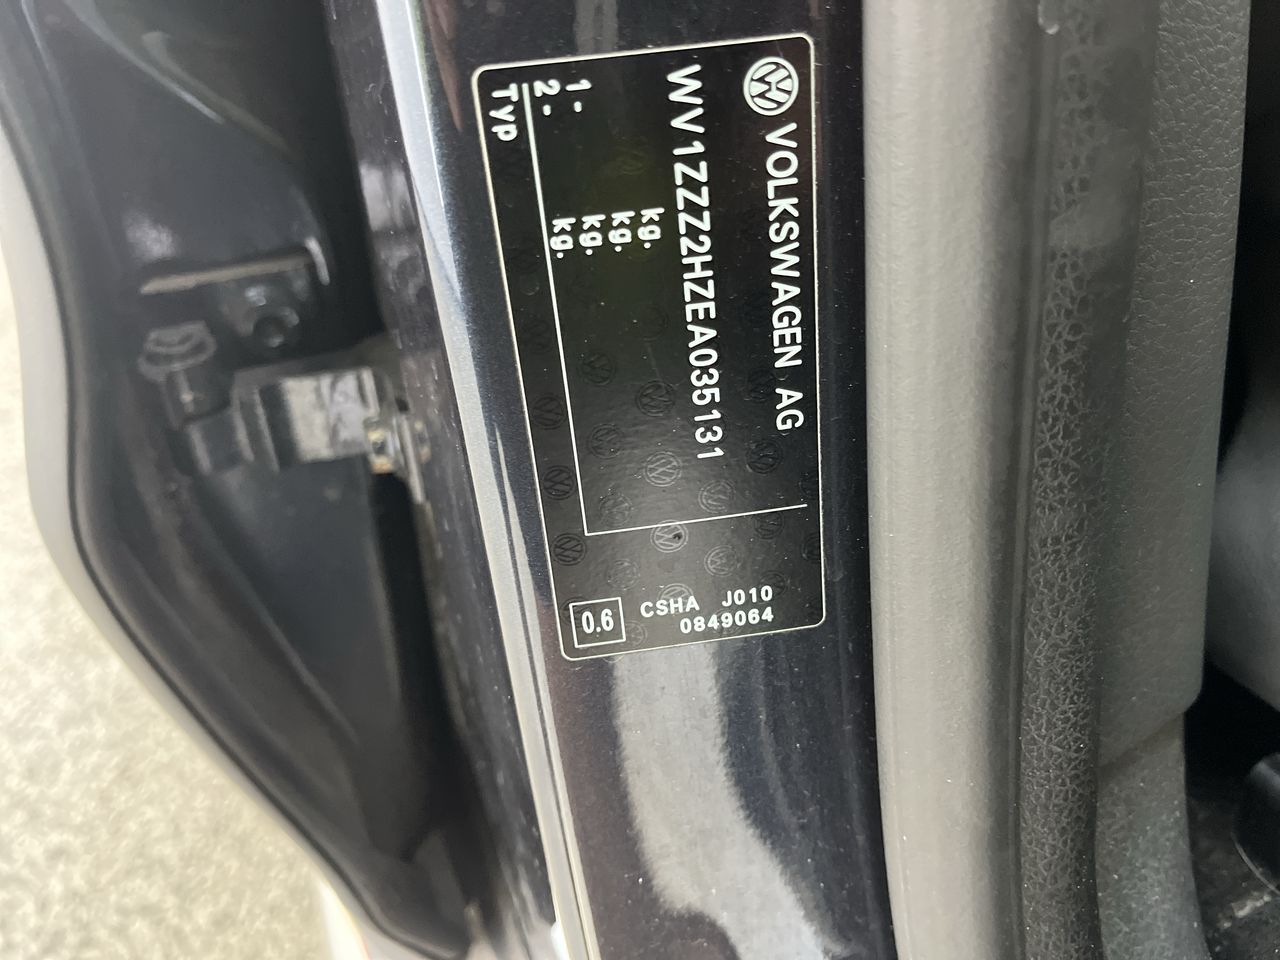 VOLKSWAGEN AG
WV1ZZZ2HZEA035131
kg.
kg.
1- kg.
2- kg.
Typ
CSHA J010
0849064
0.6